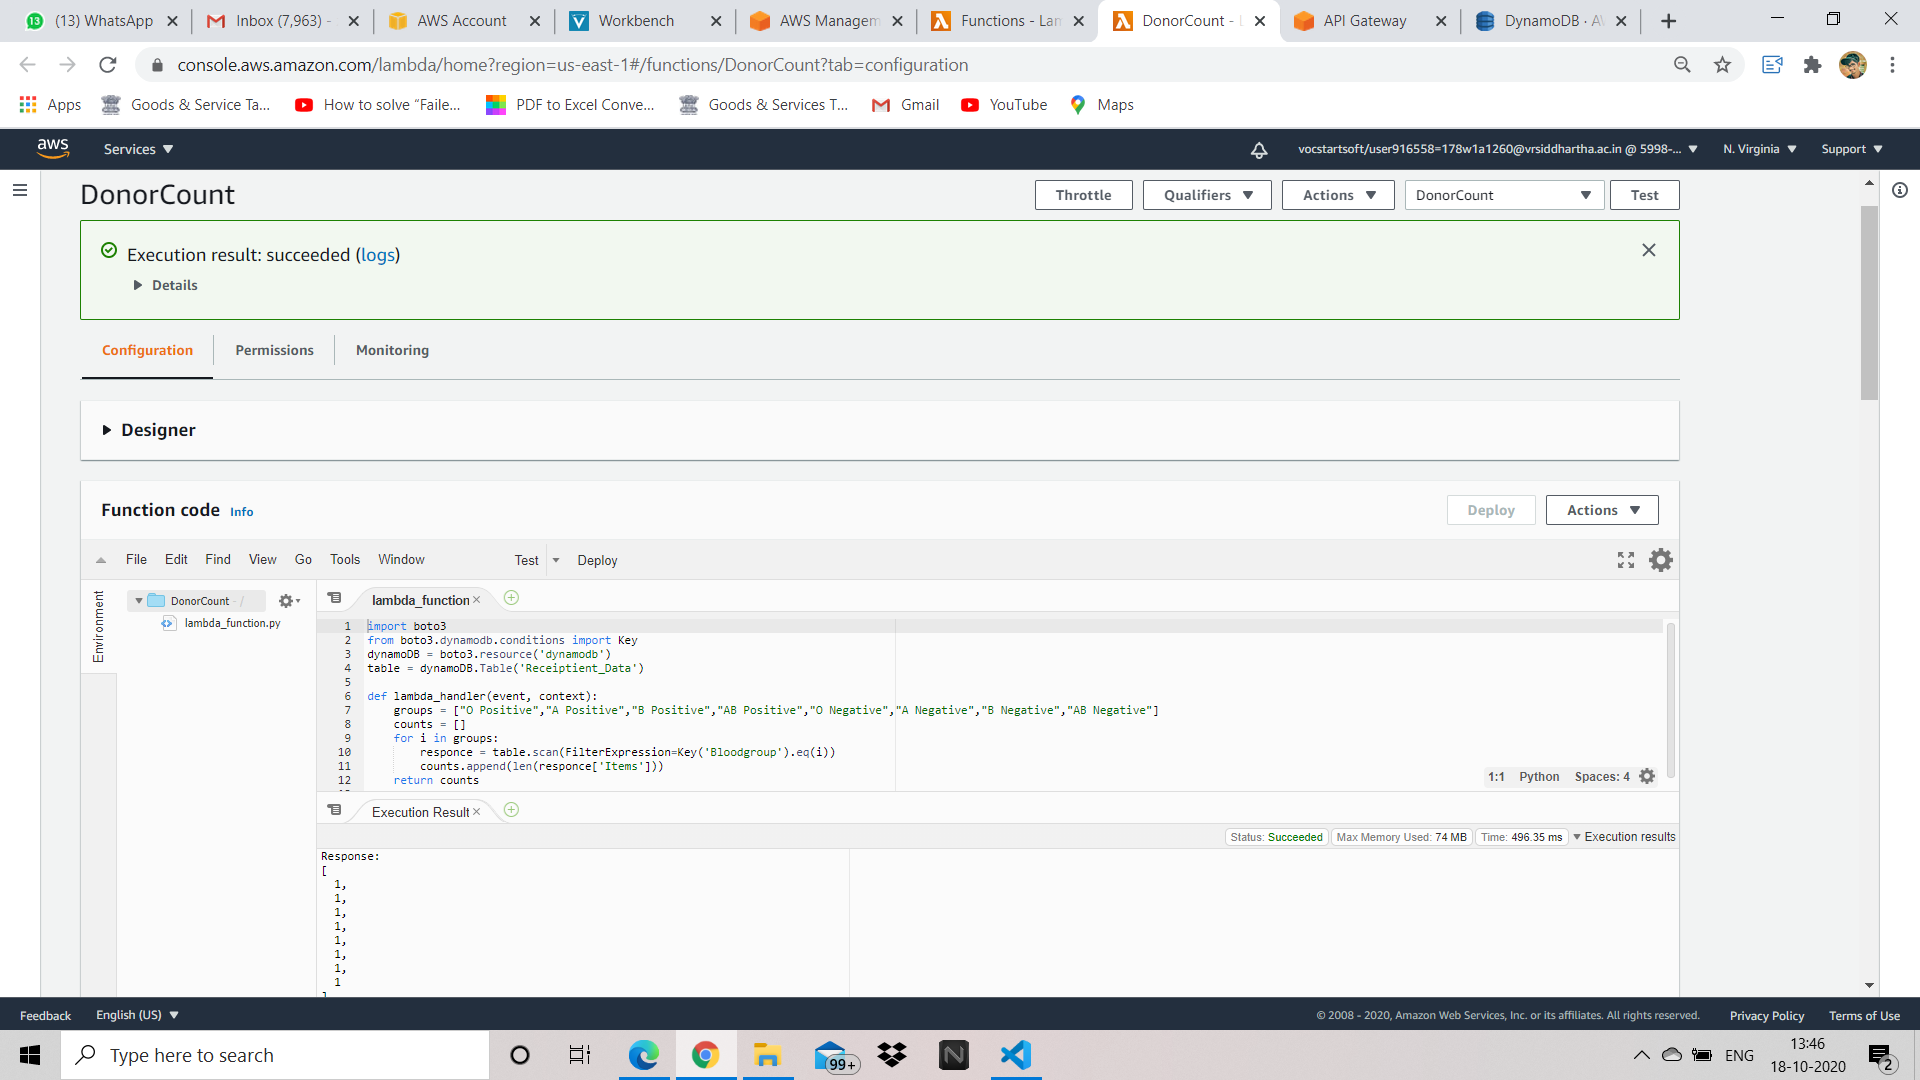 (13) WhatsApp
Inbox (7,963) -
AWS Account
Workbench
AWS Managem
Functions - Lam
DonorCount - L
API Gateway
DynamoDB · AW
console.aws.amazon.com/lambda/home?region=us-east-1#/functions/DonorCount?tab=configuration
Apps
Goods & Service Ta...
How to solve “Faile...
PDF to Excel Conve...
Goods & Services T...
Gmail
YouTube
Maps
aws
Services
vocstartsoft/user916558=178w1a1260@vrsiddhartha.ac.in @ 5998-...
N. Virginia
Support
DonorCount
Throttle
Qualifiers
Actions
DonorCount
Test
Execution result: succeeded (logs)
Details
Configuration
Permissions
Monitoring
Designer
Function code Info
Deploy
Actions
File Edit Find View Go Tools Window Test Deploy
Environment
DonorCount - /
lambda_function.py
lambda_function
1 import boto3
2 from boto3.dynamodb.conditions import Key
3 dynamoDB = boto3.resource('dynamodb')
4 table = dynamoDB.Table('Receiptient_Data')
5
6 def lambda_handler(event, context):
7 groups = ["O Positive","A Positive","B Positive","AB Positive","O Negative","A Negative","B Negative","AB Negative"]
8 counts = []
9 for i in groups:
10 responce = table.scan(FilterExpression=Key('Bloodgroup').eq(i))
11 counts.append(len(responce['Items']))
12 return counts
1:1 Python Spaces: 4
Execution Result
Status: Succeeded
Max Memory Used: 74 MB
Time: 496.35 ms
Execution results
Response:
[
1,
1,
1,
1,
1,
1,
1,
1
]
Feedback
English (US)
© 2008 - 2020, Amazon Web Services, Inc. or its affiliates. All rights reserved.
Privacy Policy
Terms of Use
Type here to search
99+
N
ENG
13:46
18-10-2020
2